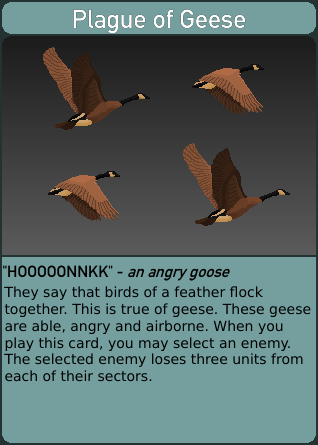 Plague of Geese
"HOOOOONNKK" - an angry goose
They say that birds of a feather flock
together. This is true of geese. These geese
are able, angry and airborne. When you
play this card, you may select an enemy.
The selected enemy loses three units from
each of their sectors.